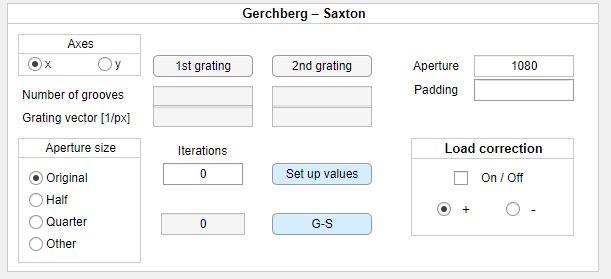 Gerchberg – Saxton
Axes
x y
1st grating
2nd grating
Aperture 1080
Padding
Number of grooves
Grating vector [1/px]
Aperture size
Original
Half
Quarter
Other
Iterations
0
Set up values
0
G-S
Load correction
On / Off
+ -